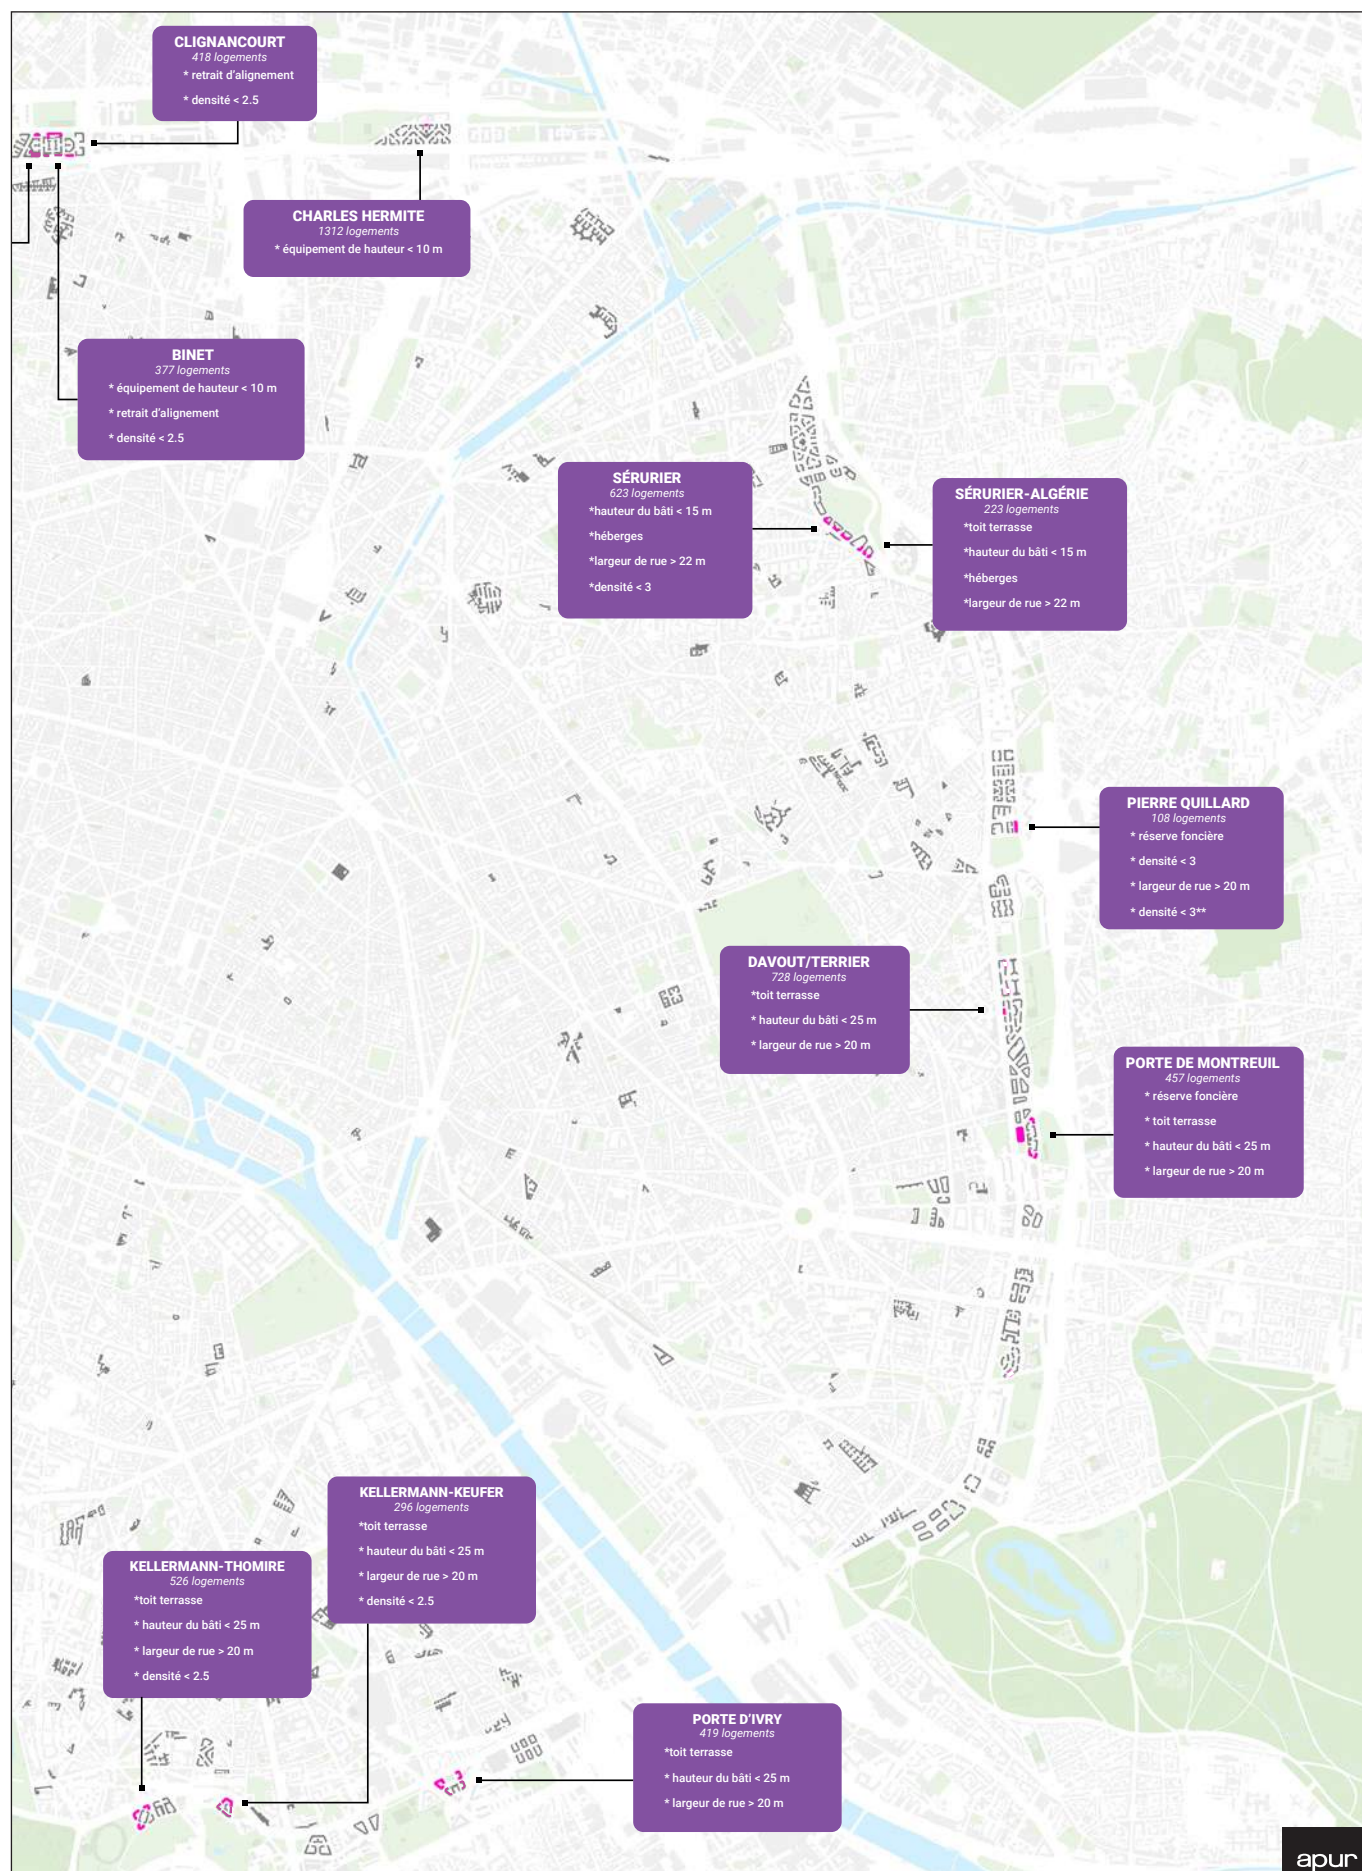 CLIGNANCOURT
418 logements
* retrait d'alignement
* densité < 2.5
CHARLES HERMITE
1312 logements
* équipement de hauteur < 10 m
BINET
377 logements
* équipement de hauteur < 10 m
* retrait d'alignement
* densité < 2.5
SÉRURIER
623 logements
*hauteur du bâti < 15 m
*héberges
*largeur de rue > 22 m
*densité < 3
SÉRURIER-ALGÉRIE
223 logements
*toit terrasse
*hauteur du bâti < 15 m
*héberges
*largeur de rue > 22 m
PIERRE QUILLARD
108 logements
* réserve foncière
* densité < 3
* largeur de rue > 20 m
* densité < 3**
DAVOUT/TERRIER
728 logements
*toit terrasse
* hauteur du bâti < 25 m
* largeur de rue > 20 m
PORTE DE MONTREUIL
457 logements
* réserve foncière
* toit terrasse
* hauteur du bâti < 25 m
* largeur de rue > 20 m
KELLERMANN-KEUFER
296 logements
*toit terrasse
* hauteur du bâti < 25 m
* largeur de rue > 20 m
* densité < 2.5
KELLERMANN-THOMIRE
526 logements
*toit terrasse
* hauteur du bâti < 25 m
* largeur de rue > 20 m
* densité < 2.5
PORTE D'IVRY
419 logements
*toit terrasse
* hauteur du bâti < 25 m
* largeur de rue > 20 m
apur